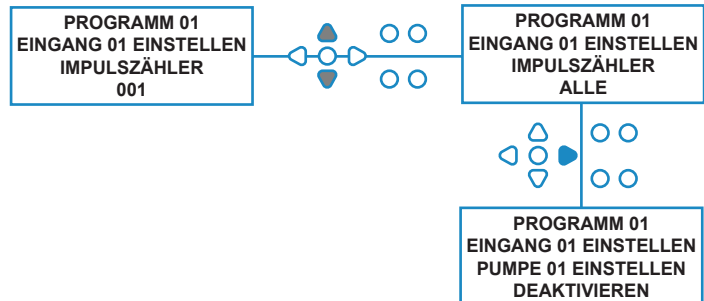 PROGRAMM 01
EINGANG 01 EINSTELLEN
IMPULSZÄHLER
001
PROGRAMM 01
EINGANG 01 EINSTELLEN
IMPULSZÄHLER
ALLE
PROGRAMM 01
EINGANG 01 EINSTELLEN
PUMPE 01 EINSTELLEN
DEAKTIVIEREN